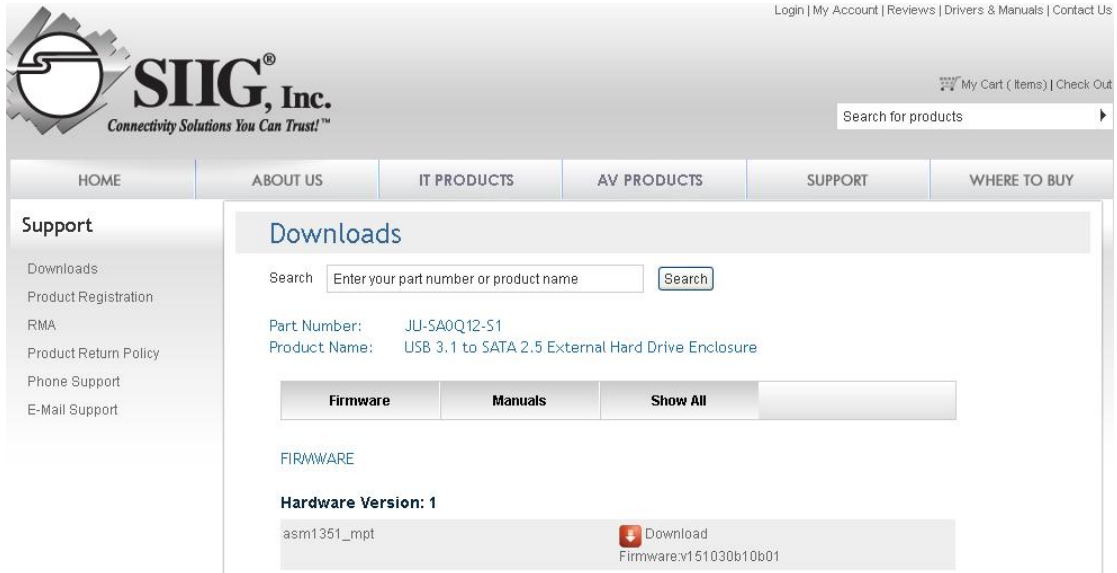 Login | My Account | Reviews | Drivers & Manuals | Contact Us
SIIG®, Inc.
Connectivity Solutions You Can Trust!™
My Cart ( Items) | Check Out
Search for products
HOME ABOUT US IT PRODUCTS AV PRODUCTS SUPPORT WHERE TO BUY
Support
Downloads
Product Registration
RMA
Product Return Policy
Phone Support
E-Mail Support
Downloads
Search Enter your part number or product name Search
Part Number: JU-SA0Q12-S1
Product Name: USB 3.1 to SATA 2.5 External Hard Drive Enclosure
Firmware Manuals Show All
FIRMWARE
Hardware Version: 1
asm1351_mpt Download
Firmware:v151030b10b01